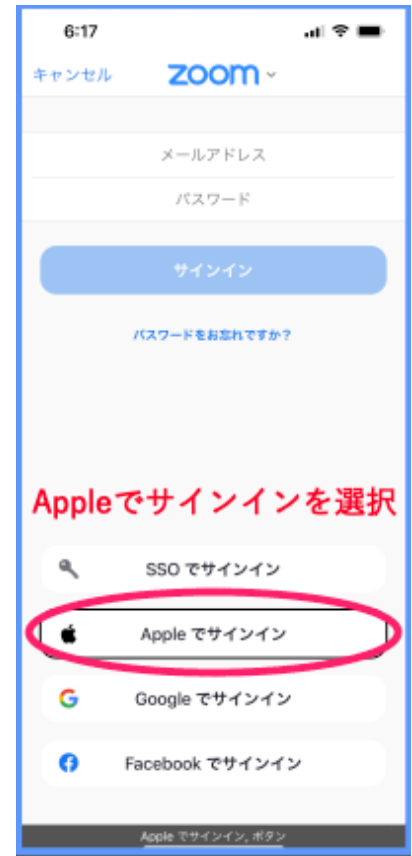 6:17
キャンセル
zoom
メールアドレス
パスワード
サインイン
パスワードをお忘れですか？
Appleでサインインを選択
SSO でサインイン
Apple でサインイン
Google でサインイン
Facebook でサインイン
Apple でサインイン, ボタン